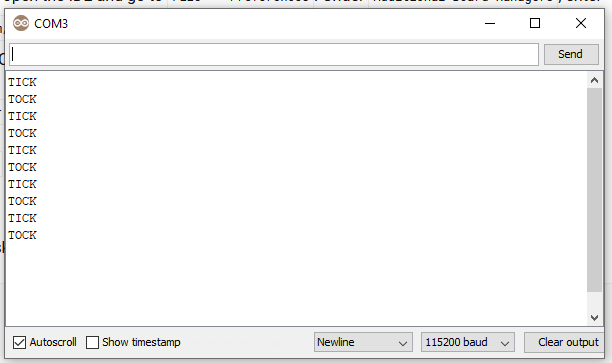 COM3
Send
TICK
TOCK
TICK
TOCK
TICK
TOCK
TICK
TOCK
TICK
TOCK
Autoscroll
Show timestamp
Newline
115200 baud
Clear output